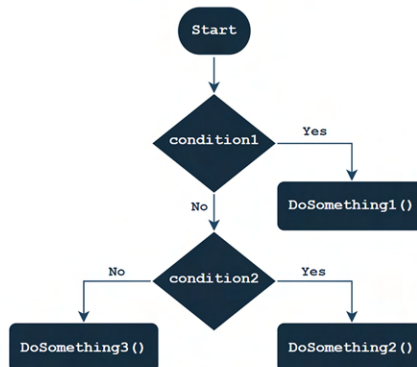 Start
condition1
Yes
DoSomething1()
No
condition2
No
Yes
DoSomething3()
DoSomething2()